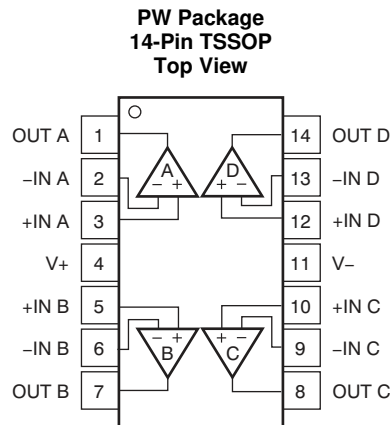 PW Package
14-Pin TSSOP
Top View
OUT A 1 14 OUT D
−IN A 2 A D 13 −IN D
− + + −
+IN A 3 12 +IN D
V+ 4 11 V−
+IN B 5 10 +IN C
− + + −
−IN B 6 B C 9 −IN C
OUT B 7 8 OUT C